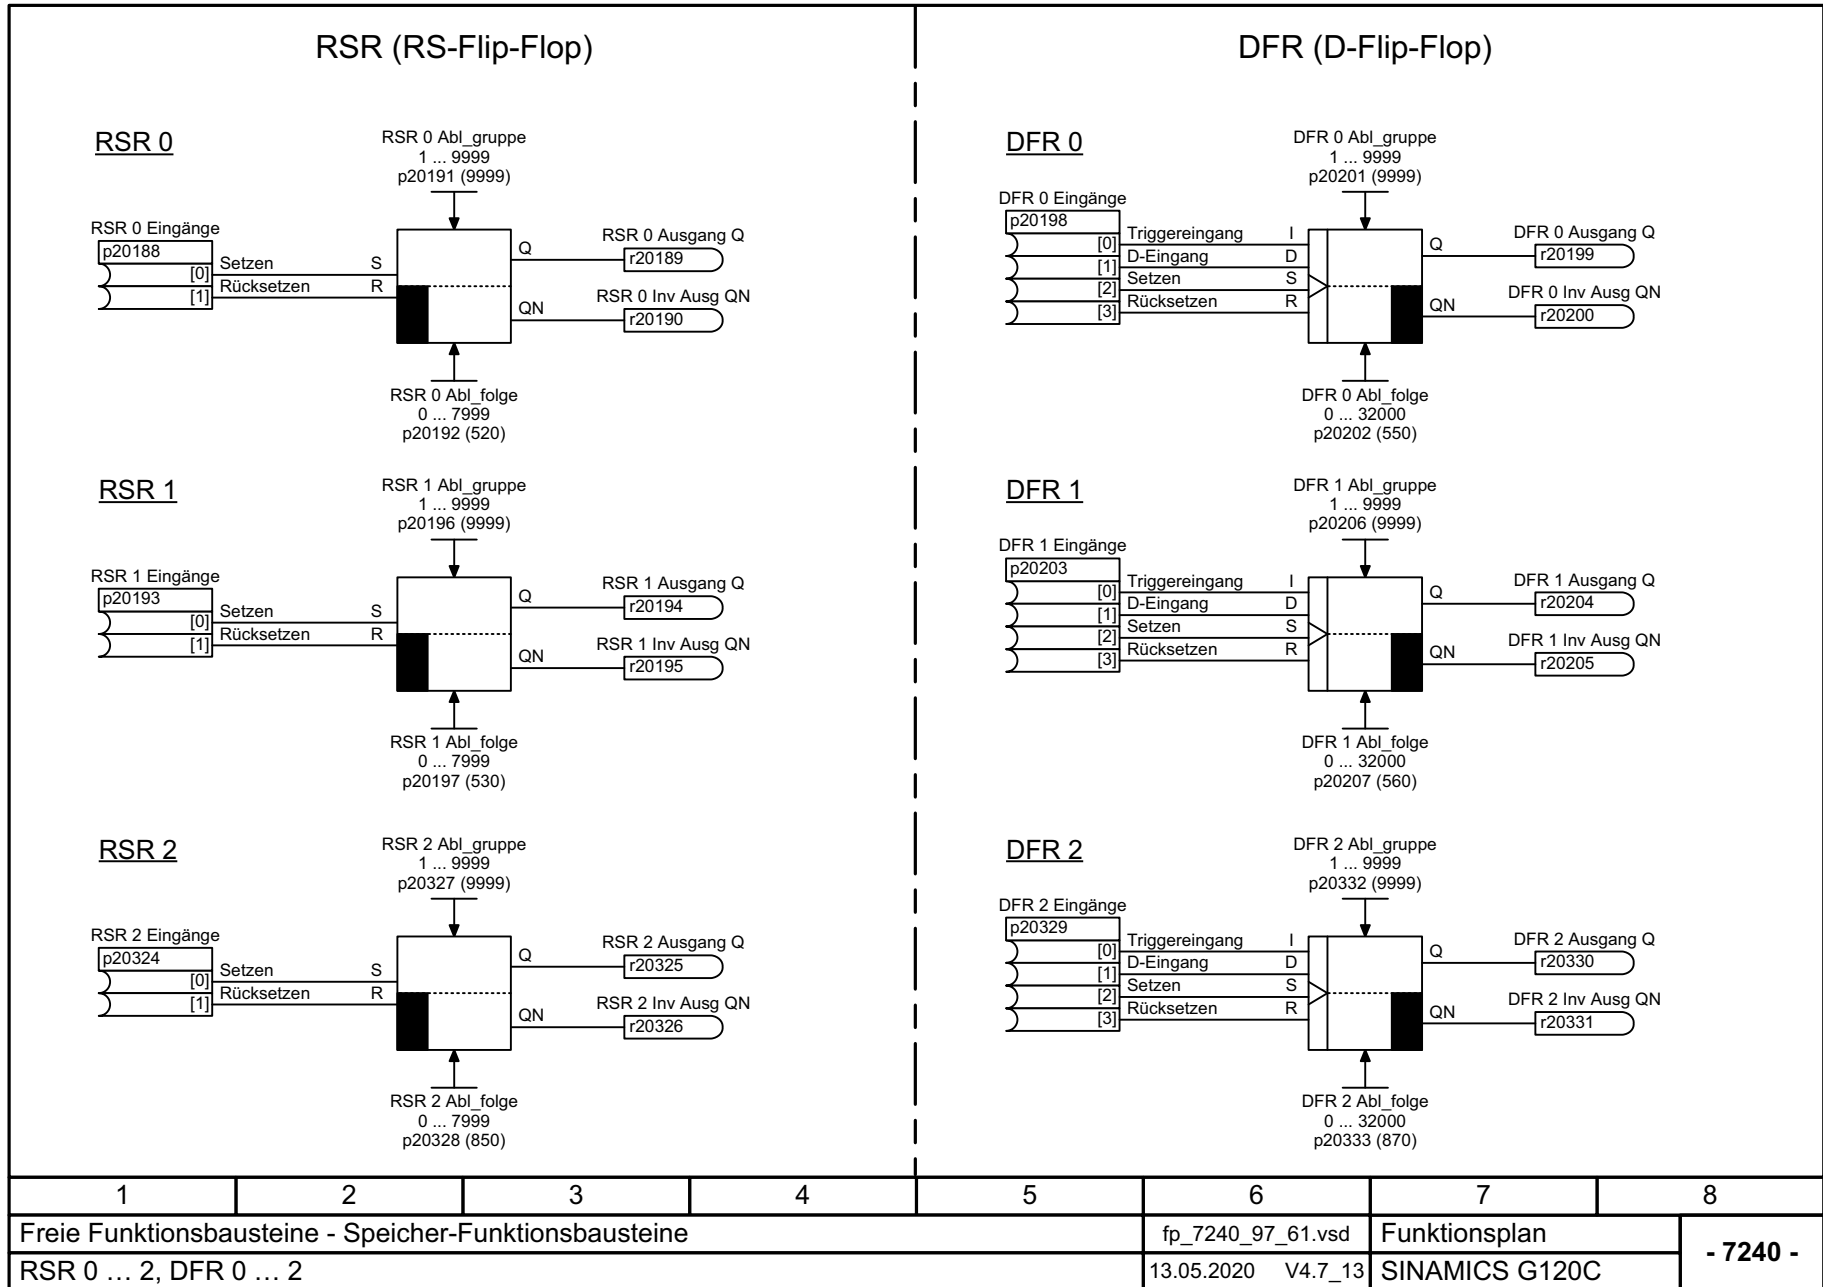 RSR (RS-Flip-Flop)
RSR 0
RSR 0 Abl_gruppe
1 ... 9999
p20191 (9999)
RSR 0 Eingänge
p20188
[0]
[1]
Setzen S
Rücksetzen R
Q
QN
RSR 0 Ausgang Q
r20189
RSR 0 Inv Ausg QN
r20190
RSR 0 Abl_folge
0 ... 7999
p20192 (520)
RSR 1
RSR 1 Abl_gruppe
1 ... 9999
p20196 (9999)
RSR 1 Eingänge
p20193
[0]
[1]
Setzen S
Rücksetzen R
Q
QN
RSR 1 Ausgang Q
r20194
RSR 1 Inv Ausg QN
r20195
RSR 1 Abl_folge
0 ... 7999
p20197 (530)
RSR 2
RSR 2 Abl_gruppe
1 ... 9999
p20327 (9999)
RSR 2 Eingänge
p20324
[0]
[1]
Setzen S
Rücksetzen R
Q
QN
RSR 2 Ausgang Q
r20325
RSR 2 Inv Ausg QN
r20326
RSR 2 Abl_folge
0 ... 7999
p20328 (850)
DFR (D-Flip-Flop)
DFR 0
DFR 0 Abl_gruppe
1 ... 9999
p20201 (9999)
DFR 0 Eingänge
p20198
[0]
[1]
[2]
[3]
Triggereingang I
D-Eingang D
Setzen S
Rücksetzen R
Q
QN
DFR 0 Ausgang Q
r20199
DFR 0 Inv Ausg QN
r20200
DFR 0 Abl_folge
0 ... 32000
p20202 (550)
DFR 1
DFR 1 Abl_gruppe
1 ... 9999
p20206 (9999)
DFR 1 Eingänge
p20203
[0]
[1]
[2]
[3]
Triggereingang I
D-Eingang D
Setzen S
Rücksetzen R
Q
QN
DFR 1 Ausgang Q
r20204
DFR 1 Inv Ausg QN
r20205
DFR 1 Abl_folge
0 ... 32000
p20207 (560)
DFR 2
DFR 2 Abl_gruppe
1 ... 9999
p20332 (9999)
DFR 2 Eingänge
p20329
[0]
[1]
[2]
[3]
Triggereingang I
D-Eingang D
Setzen S
Rücksetzen R
Q
QN
DFR 2 Ausgang Q
r20330
DFR 2 Inv Ausg QN
r20331
DFR 2 Abl_folge
0 ... 32000
p20333 (870)
1 2 3 4 5 6 7 8
Freie Funktionsbausteine - Speicher-Funktionsbausteine
fp_7240_97_61.vsd
Funktionsplan
- 7240 -
RSR 0 … 2, DFR 0 … 2
13.05.2020 V4.7_13
SINAMICS G120C